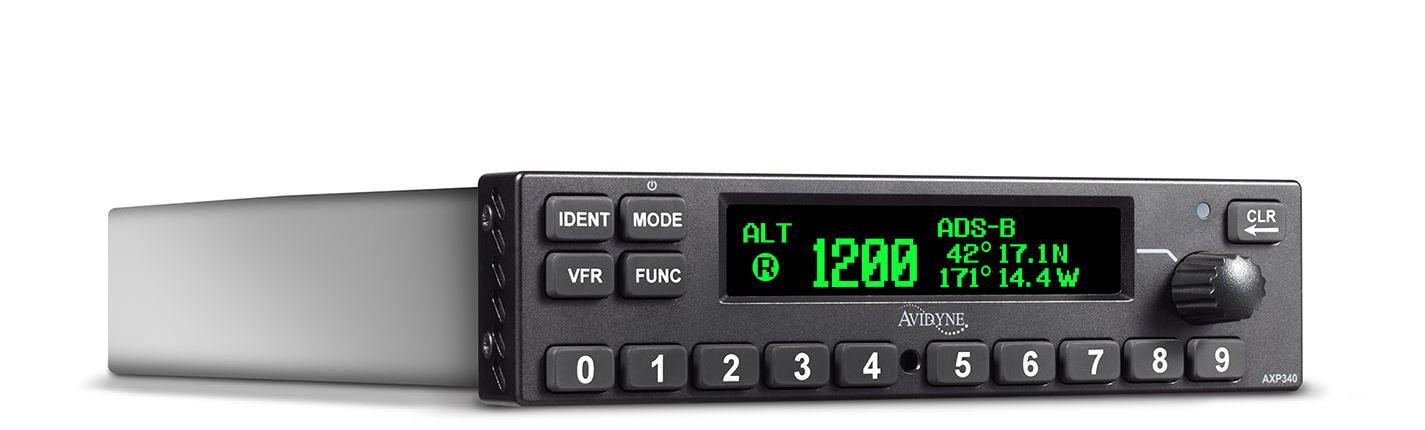 IDENT
MODE
VFR
FUNC
ALT
R
1200
ADS-B
42° 17.1N
171° 14.4W
CLR
AVIDYNE
0 1 2 3 4 5 6 7 8 9
AXP340